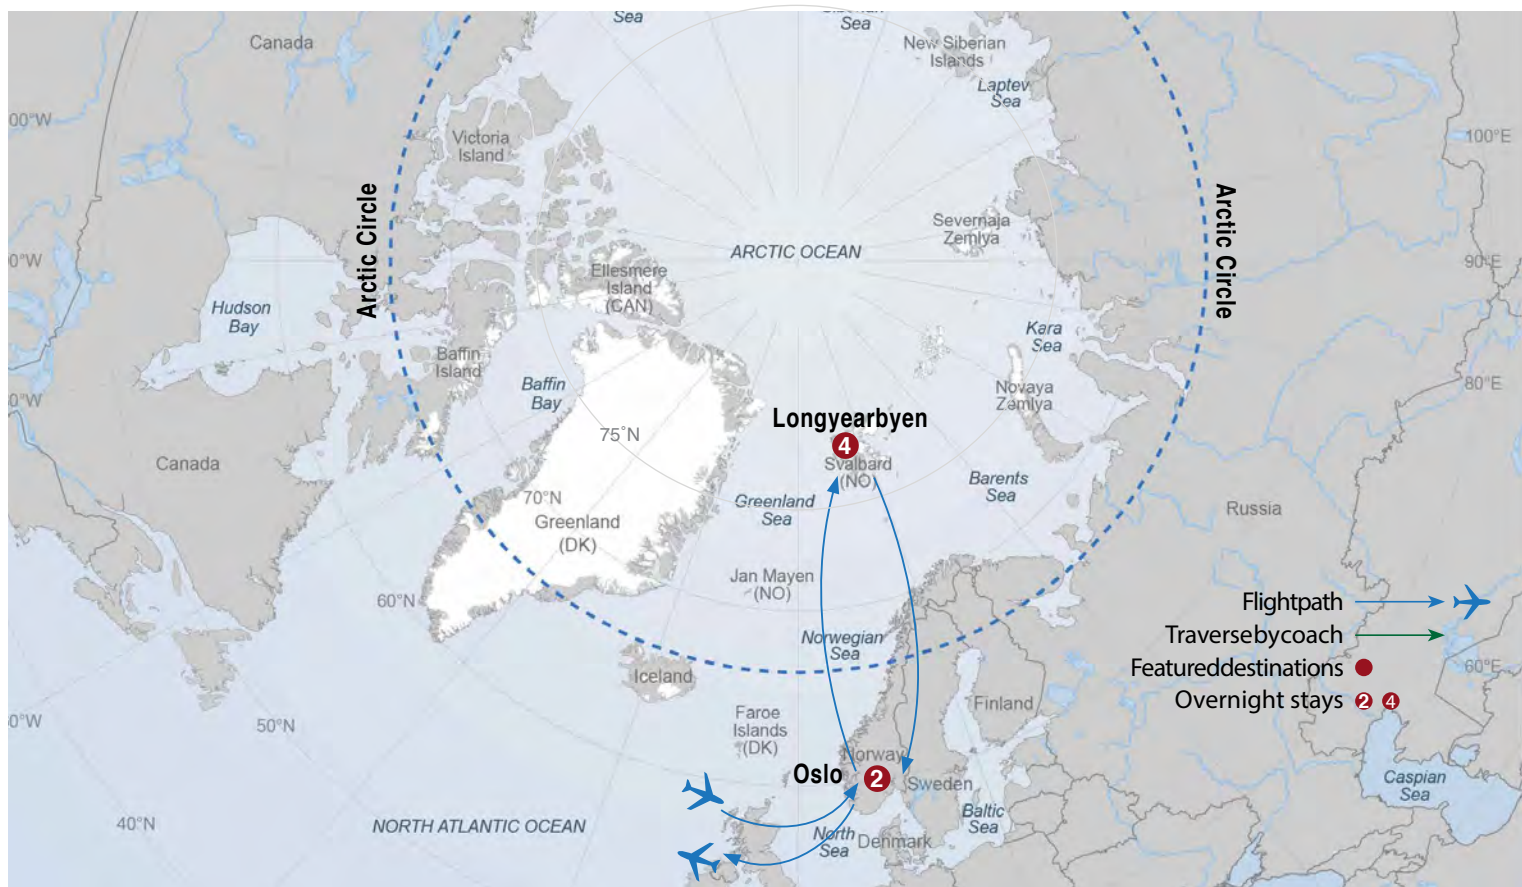 Sea
Sea
Canada
New Siberian
Islands
Laptev
Sea
00°W
Victoria
Island
100°E
Arctic Circle
Arctic Circle
Severnaja
Zemlya
ARCTIC OCEAN
0°W
90°E
Ellesmere
Island
(CAN)
Hudson
Bay
Kara
Sea
Baffin
Island
Baffin
Bay
Novaya
Zemlya
80°E
0°W
Longyearbyen
4
75°N
Canada
Svalbard
(NO)
Barents
Sea
70°N
Greenland
Sea
Greenland
(DK)
Russia
Jan Mayen
(NO)
60°N
Flightpath
Traversebycoach
Featureddestinations
Overnight stays 2 4
60°E
Norwegian
Sea
Iceland
Finland
Faroe
Islands
(DK)
0°W
50°N
Norway
Oslo
2
Sweden
Caspian
Sea
Baltic
Sea
40°N
NORTH ATLANTIC OCEAN
North
Sea
Denmark